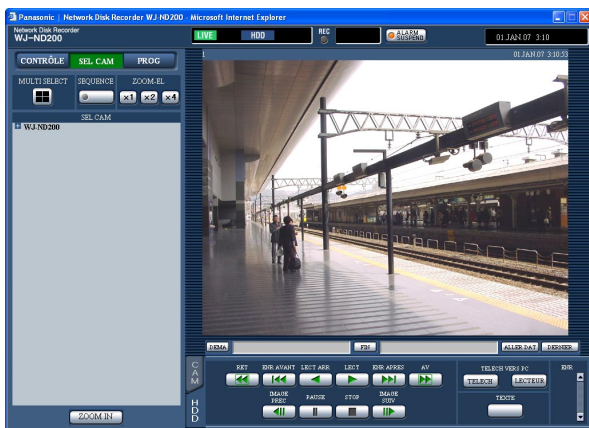 Panasonic | Network Disk Recorder WJ-ND200 - Microsoft Internet Explorer
Network Disk Recorder
WJ-ND200
LIVE HDD REC ALARM SUSPEND 01.JAN.07 3:10
CONTRÔLE SEL CAM PROG
1 01.JAN.07 3:10:53
MULTI SELECT SEQUENCE ZOOM-EL
x1 x2 x4
SEL CAM
WJ-ND200
DEMA FIN ALLER DAT DERNIER
CAM
RET ENR AVANT LECT ARR LECT ENR APRES AV TELECH VERS PC ENR
TELECH LECTEUR
HDD
IMAGE PREC PAUSE STOP IMAGE SUIV TEXTE
ZOOM IN